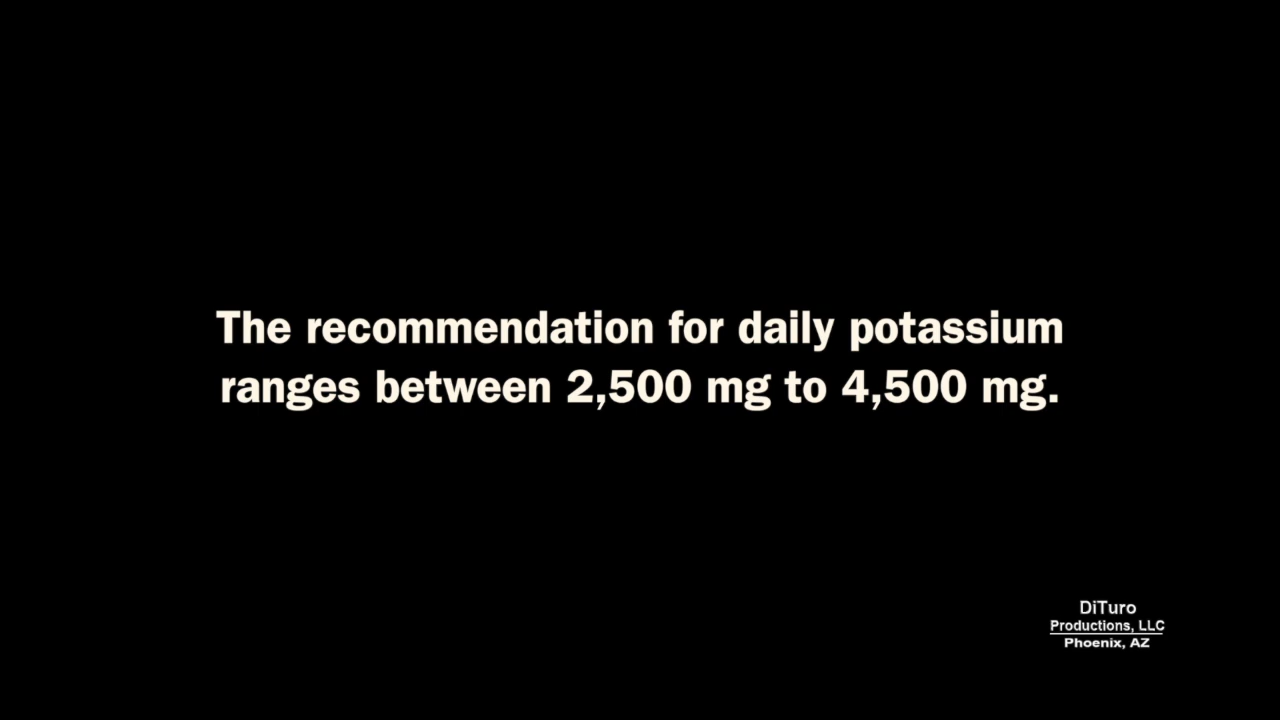 The recommendation for daily potassium
ranges between 2,500 mg to 4,500 mg.
DiTuro
Productions, LLC
Phoenix, AZ